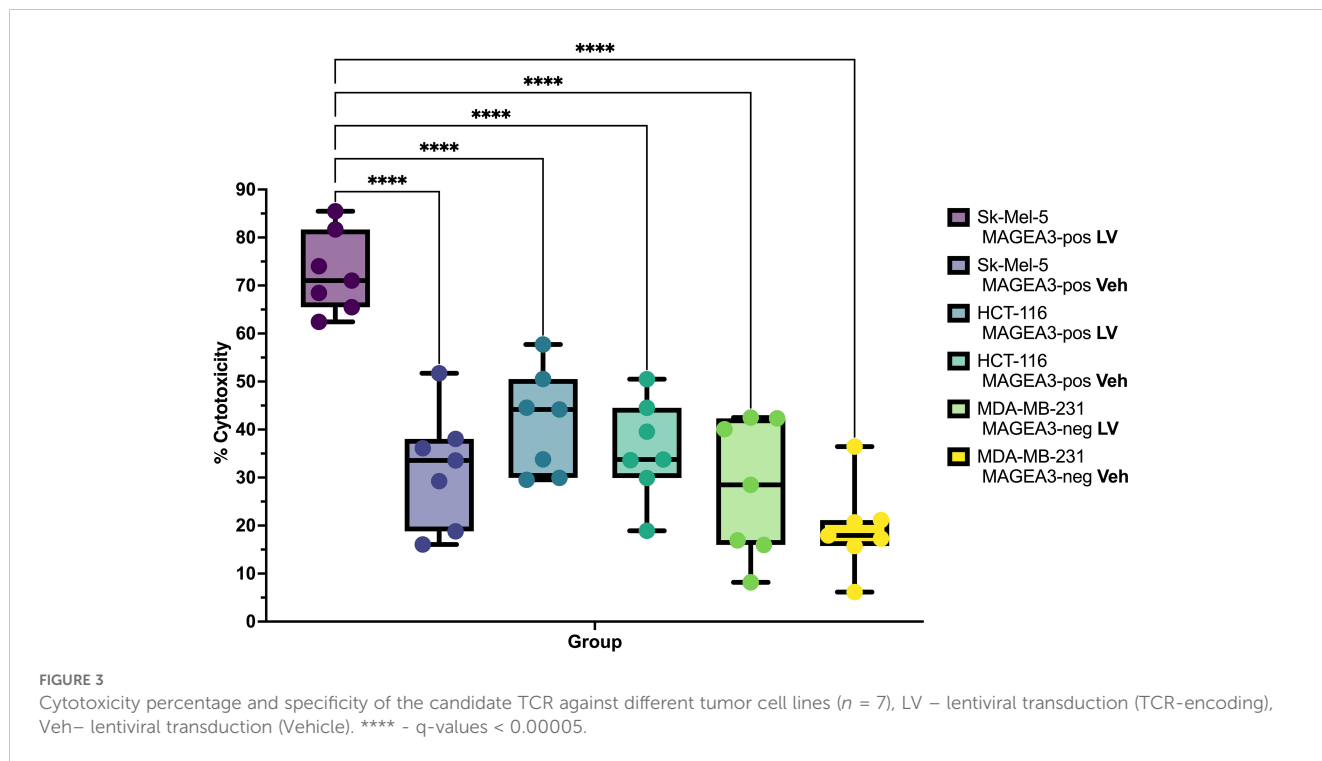 ****
****
****
****
****
90
80
70
60
50
40
30
20
10
0
% Cytotoxicity
Group
Sk-Mel-5
MAGEA3-pos LV
Sk-Mel-5
MAGEA3-pos Veh
HCT-116
MAGEA3-pos LV
HCT-116
MAGEA3-pos Veh
MDA-MB-231
MAGEA3-neg LV
MDA-MB-231
MAGEA3-neg Veh
FIGURE 3
Cytotoxicity percentage and specificity of the candidate TCR against different tumor cell lines (n = 7), LV – lentiviral transduction (TCR-encoding),
Veh– lentiviral transduction (Vehicle). **** - q-values < 0.00005.